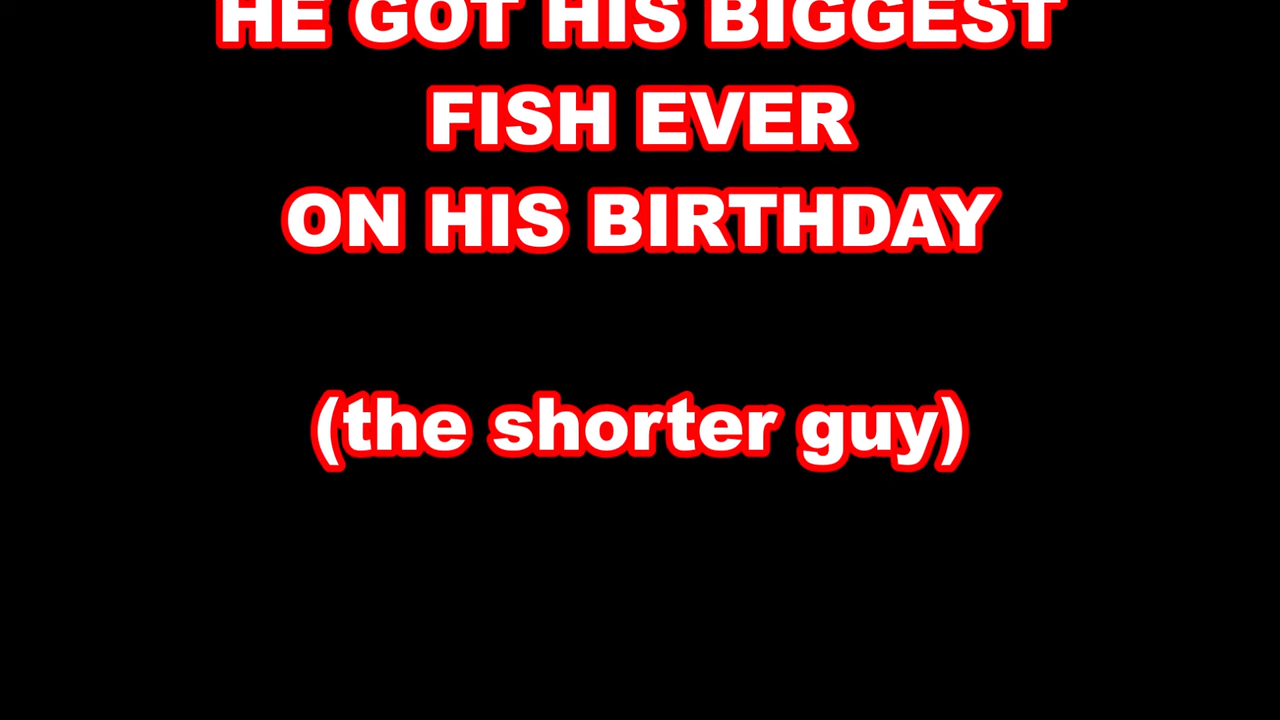 HE GOT HIS BIGGEST
FISH EVER
ON HIS BIRTHDAY
(the shorter guy)